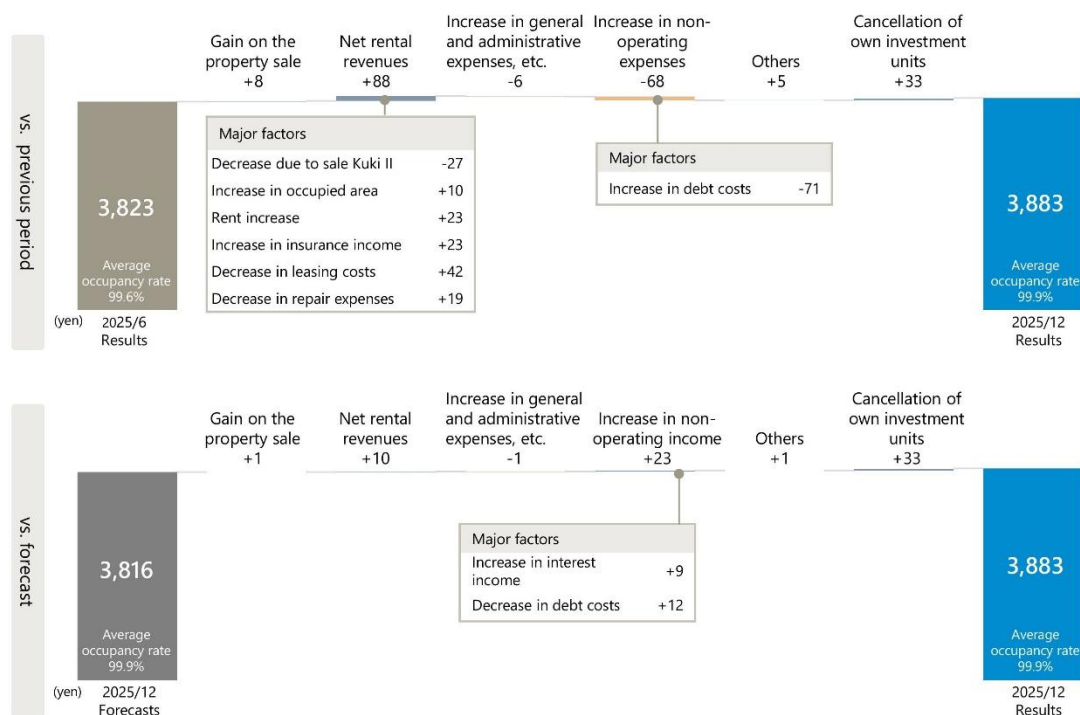 vs. previous period
Gain on the
property sale
+8
Net rental
revenues
+88
Increase in general
and administrative
expenses, etc.
-6
Increase in non-
operating
expenses
-68
Others
+5
Cancellation of
own investment
units
+33
3,823
Average
occupancy rate
99.6%
(yen)
2025/6
Results
Major factors
Decrease due to sale Kuki II -27
Increase in occupied area +10
Rent increase +23
Increase in insurance income +23
Decrease in leasing costs +42
Decrease in repair expenses +19
Major factors
Increase in debt costs -71
3,883
Average
occupancy rate
99.9%
2025/12
Results
vs. forecast
Gain on the
property sale
+1
Net rental
revenues
+10
Increase in general
and administrative
expenses, etc.
-1
Increase in non-
operating income
+23
Others
+1
Cancellation of
own investment
units
+33
3,816
Average
occupancy rate
99.9%
(yen)
2025/12
Forecasts
Major factors
Increase in interest
income +9
Decrease in debt costs +12
3,883
Average
occupancy rate
99.9%
2025/12
Results